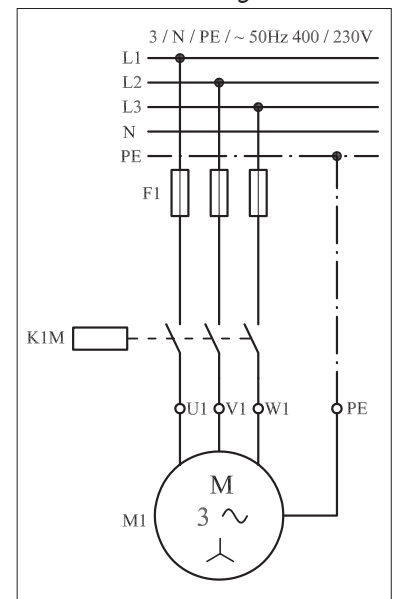 3 / N / PE / ~ 50Hz 400 / 230V
L1
L2
L3
N
PE
F1
K1M
U1 V1 W1 PE
M
M1 3